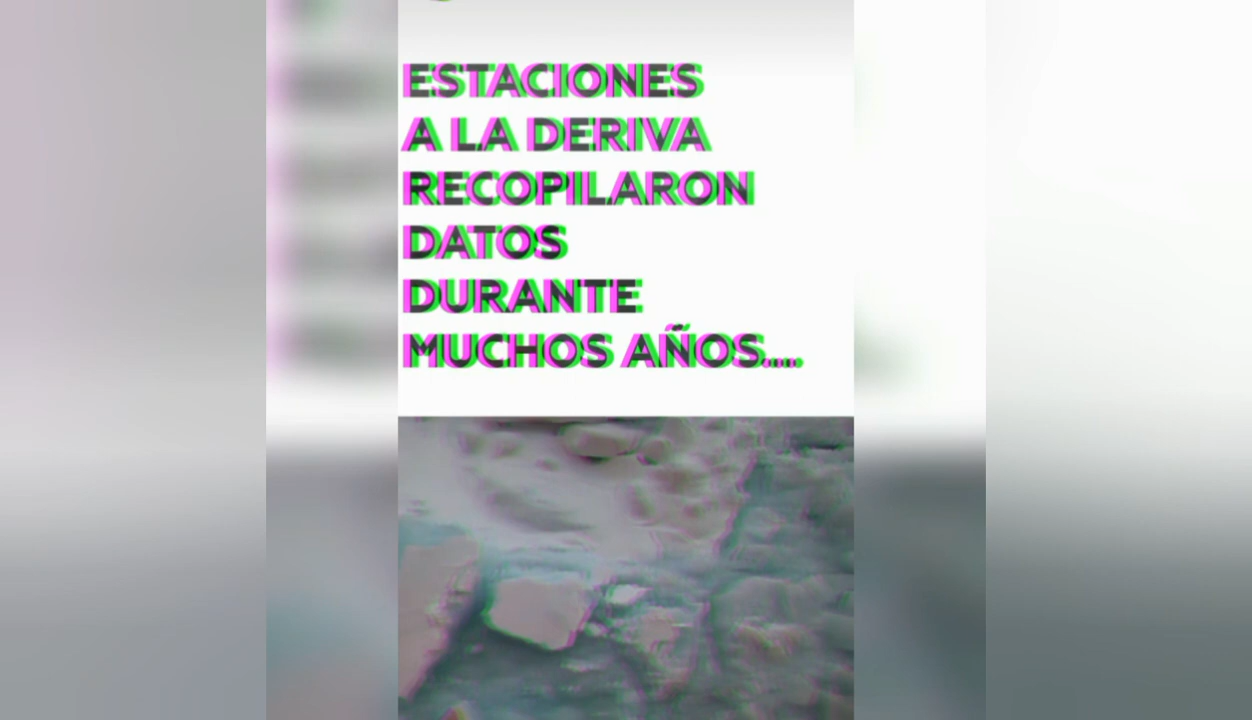 ESTACIONES
A LA DERIVA
RECOPILARON
DATOS
DURANTE
MUCHOS AÑOS....